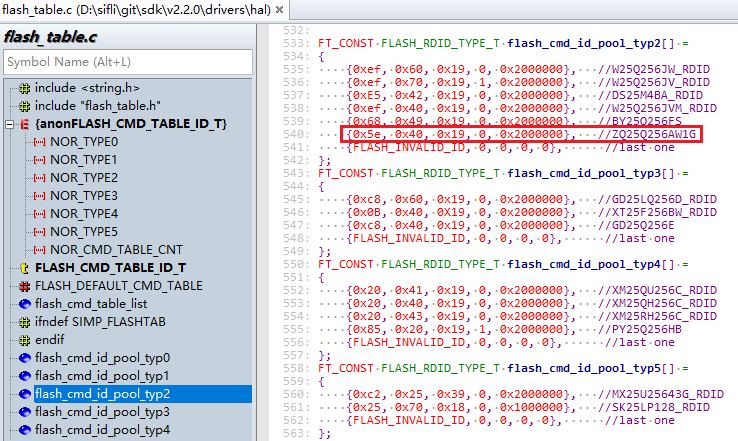 flash_table.c (D:\sifli\git\sdk\v2.2.0\drivers\hal) ×
flash_table.c
Symbol Name (Alt+L)
include <string.h>
include "flash_table.h"
{anonFLASH_CMD_TABLE_ID_T}
NOR_TYPE0
NOR_TYPE1
NOR_TYPE2
NOR_TYPE3
NOR_TYPE4
NOR_TYPE5
NOR_CMD_TABLE_CNT
FLASH_CMD_TABLE_ID_T
FLASH_DEFAULT_CMD_TABLE
flash_cmd_table_list
ifndef SIMP_FLASHTAB
endif
flash_cmd_id_pool_typ0
flash_cmd_id_pool_typ1
flash_cmd_id_pool_typ2
flash_cmd_id_pool_typ3
flash_cmd_id_pool_typ4
532:
533: FT_CONST FLASH_RDID_TYPE_T flash_cmd_id_pool_typ2[] =
534: {
535:     {0xef, 0x60, 0x19, 0, 0x2000000},  //W25Q256JW_RDID
536:     {0xef, 0x70, 0x19, 1, 0x2000000},  //W25Q256JV_RDID
537:     {0xE5, 0x42, 0x19, 0, 0x2000000},  //DS25M4BA_RDID
538:     {0xef, 0x40, 0x19, 0, 0x2000000},  //W25Q256JVM_RDID
539:     {0x68, 0x49, 0x19, 0, 0x2000000},  //BY25Q256FS
540:     {0x5e, 0x40, 0x19, 0, 0x2000000},  //ZQ25Q256AW1G
541:     {FLASH_INVALID_ID, 0, 0, 0, 0},     //last one
542: };
543: FT_CONST FLASH_RDID_TYPE_T flash_cmd_id_pool_typ3[] =
544: {
545:     {0xc8, 0x60, 0x19, 0, 0x2000000},  //GD25LQ256D_RDID
546:     {0x0B, 0x40, 0X19, 0, 0x2000000},  //XT25F256BW_RDID
547:     {0xc8, 0x40, 0x19, 0, 0x2000000},  //GD25Q256E
548:     {FLASH_INVALID_ID, 0, 0, 0, 0},     //last one
549: };
550: FT_CONST FLASH_RDID_TYPE_T flash_cmd_id_pool_typ4[] =
551: {
552:     {0x20, 0x41, 0x19, 0, 0x2000000},  //XM25QU256C_RDID
553:     {0x20, 0x40, 0x19, 0, 0x2000000},  //XM25QH256C_RDID
554:     {0x20, 0x43, 0x19, 0, 0x2000000},  //XM25RH256C_RDID
555:     {0x85, 0x20, 0x19, 1, 0x2000000},  //PY25Q256HB
556:     {FLASH_INVALID_ID, 0, 0, 0, 0},     //last one
557: };
558: FT_CONST FLASH_RDID_TYPE_T flash_cmd_id_pool_typ5[] =
559: {
560:     {0xc2, 0x25, 0x39, 0, 0x2000000},  //MX25U25643G_RDID
561:     {0x25, 0x70, 0x18, 0, 0x1000000},  //SK25LP128_RDID
562:     {FLASH_INVALID_ID, 0, 0, 0, 0},     //last one
563: };